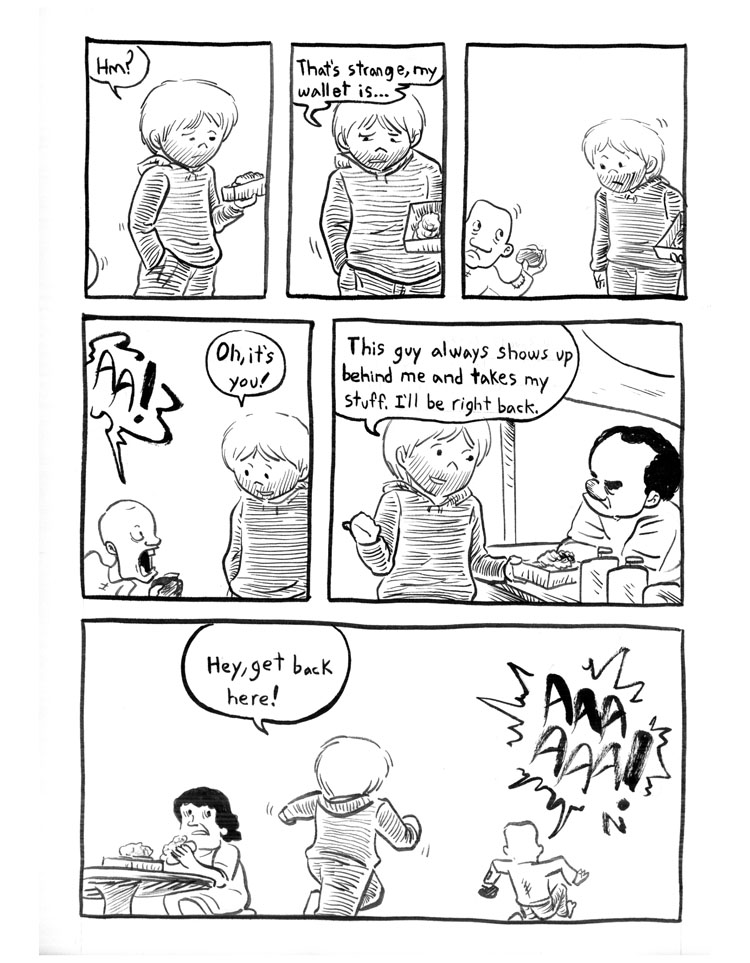 Hm?
That's strange, my
wallet is...
AA!
Oh, it's
you!
This guy always shows up
behind me and takes my
stuff. I'll be right back.
Hey, get back
here!
AAA
AAA!